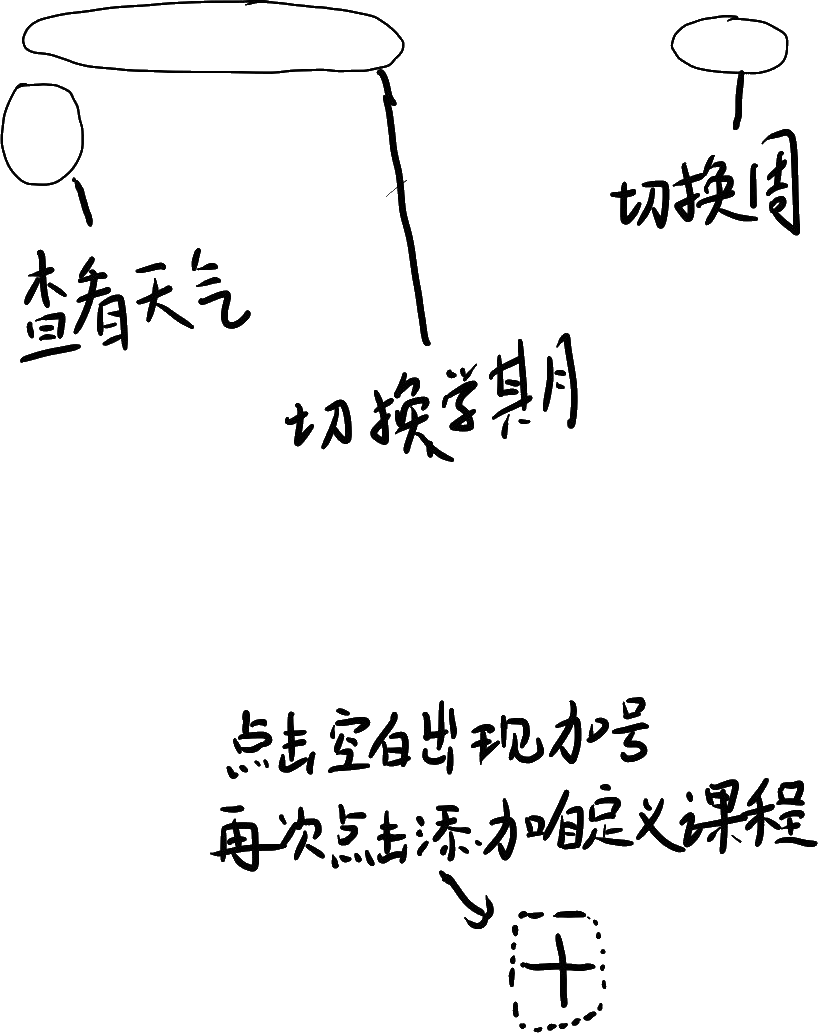 切换周
查看天气
切换学期
点击空白出现加号
再次点击添加自定义课程